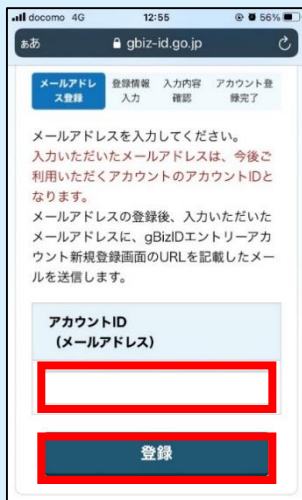 docomo 4G 12:55 56%
ぁあ gbiz-id.go.jp
メールアドレ 登録情報 入力内容 アカウント登
ス登録 入力 確認 録完了
メールアドレスを入力してください。
入力いただいたメールアドレスは、今後ご
利用いただくアカウントのアカウントIDと
なります。
メールアドレスの登録後、入力いただいた
メールアドレスに、gBizIDエントリーアカ
ウント新規登録画面のURLを記載したメー
ルを送信します。
アカウントID
（メールアドレス）
登録